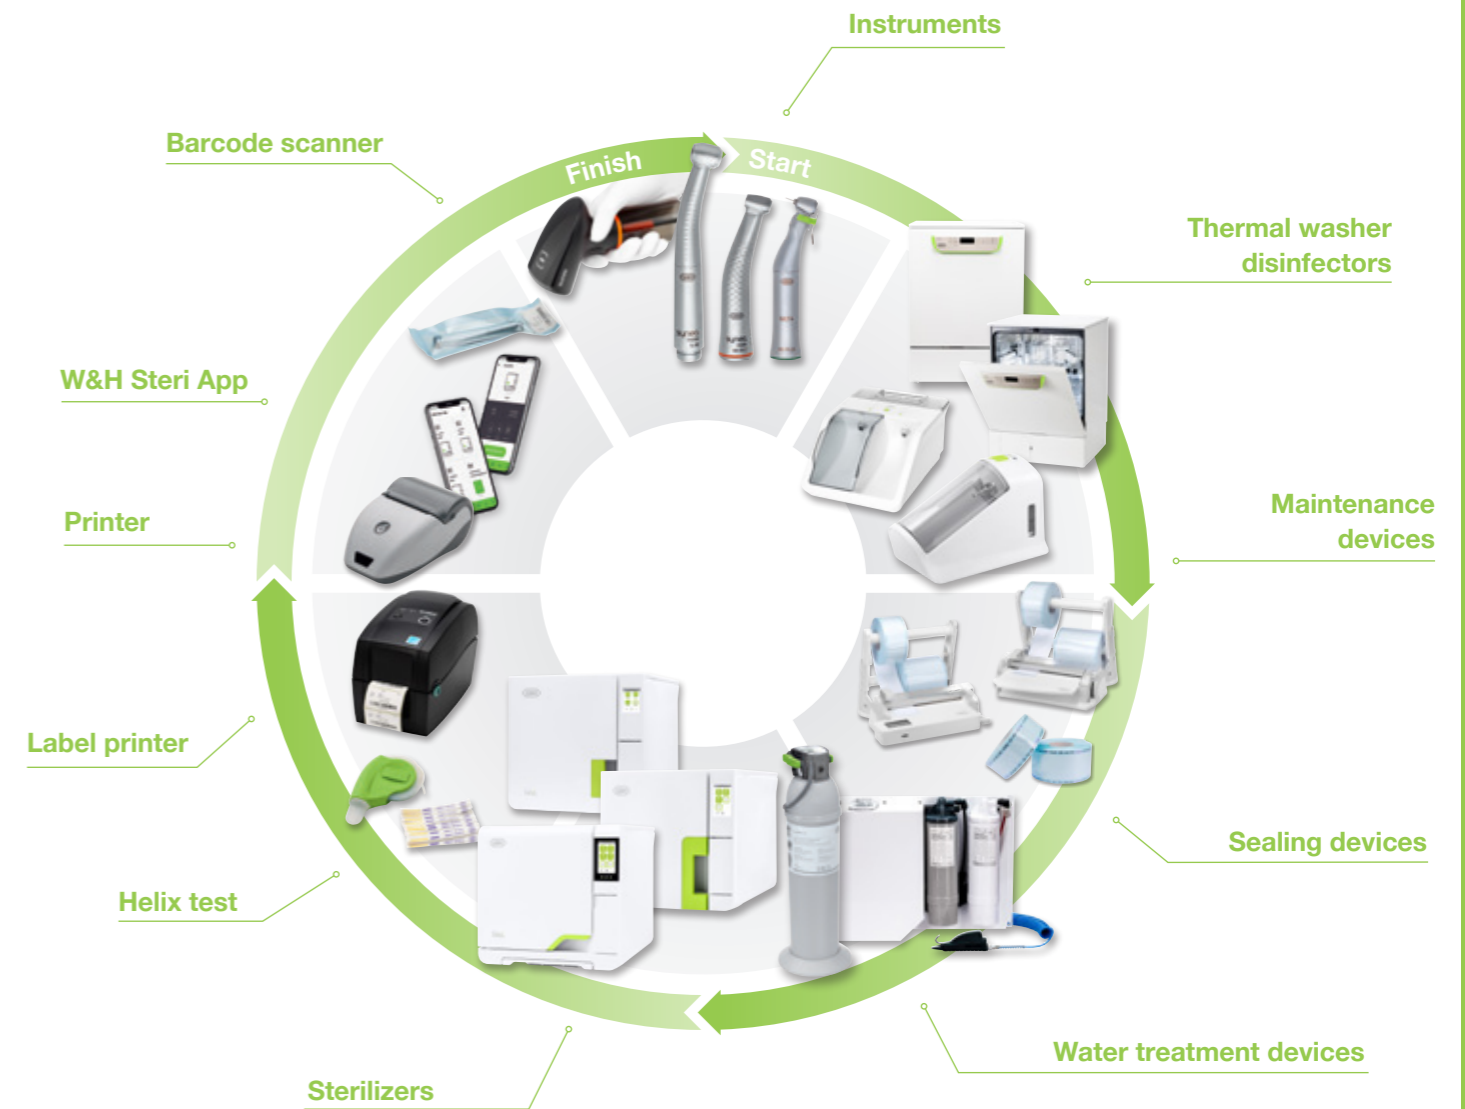 Instruments
Barcode scanner
Finish
Start
Thermal washer
disinfectors
W&H Steri App
Printer
Maintenance
devices
Label printer
Sealing devices
Helix test
Water treatment devices
Sterilizers